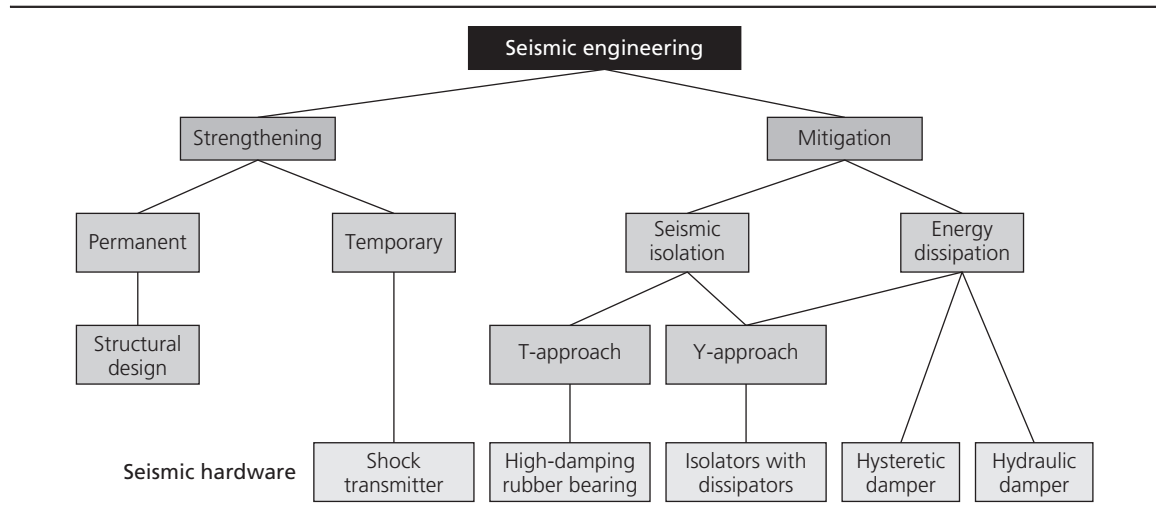 Seismic engineering
Strengthening
Mitigation
Permanent
Temporary
Seismic
isolation
Energy
dissipation
Structural
design
T-approach
Y-approach
Seismic hardware
Shock
transmitter
High-damping
rubber bearing
Isolators with
dissipators
Hysteretic
damper
Hydraulic
damper